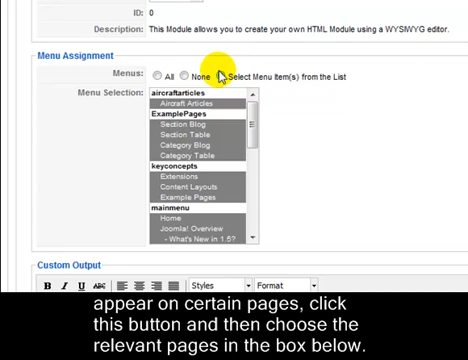 ID: 0
Description: This Module allows you to create your own HTML Module using a WYSIWYG editor.
Menu Assignment
Menus: All None Select Menu Item(s) from the List
Menu Selection:
aircraftarticles
Aircraft Articles
ExamplePages
Section Blog
Section Table
Category Blog
Category Table
keyconcepts
Extensions
Content Layouts
Example Pages
mainmenu
Home
Joomla! Overview
- What's New in 1.5?
Custom Output
B I U ABC Styles Format
appear on certain pages, click
this button and then choose the
relevant pages in the box below.